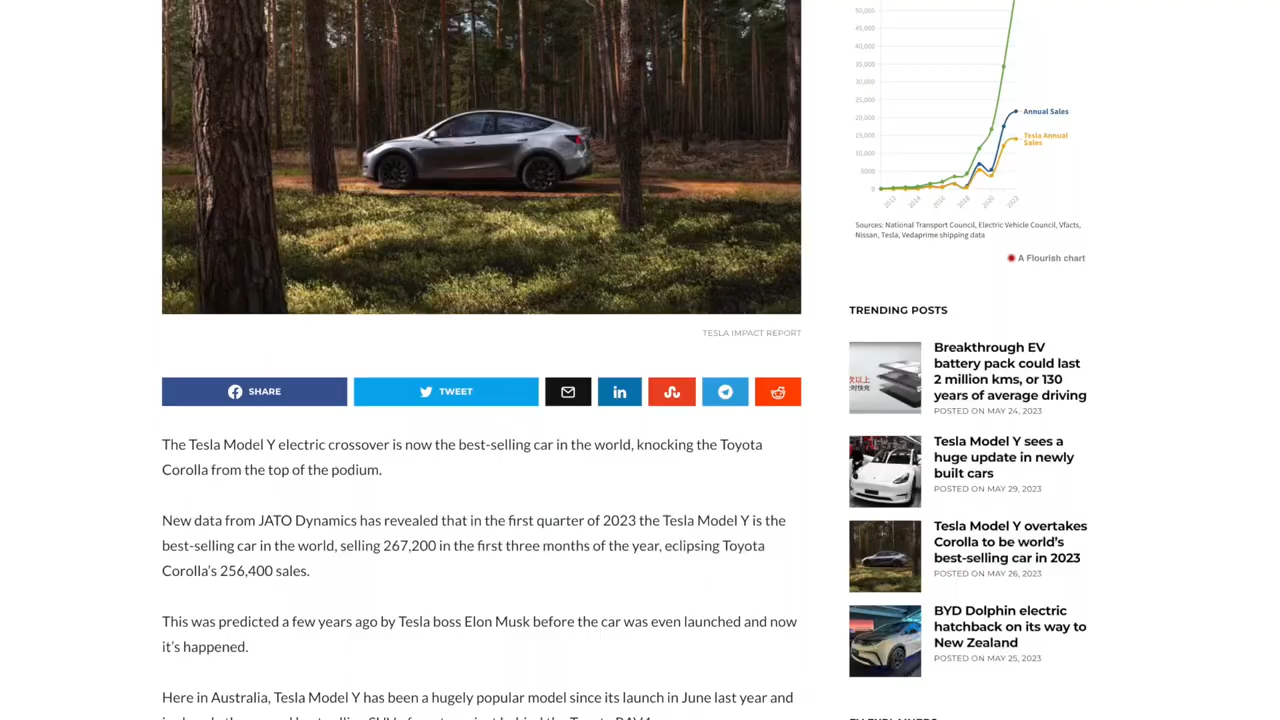 TESLA IMPACT REPORT
SHARE
TWEET
The Tesla Model Y electric crossover is now the best-selling car in the world, knocking the Toyota
Corolla from the top of the podium.
New data from JATO Dynamics has revealed that in the first quarter of 2023 the Tesla Model Y is the
best-selling car in the world, selling 267,200 in the first three months of the year, eclipsing Toyota
Corolla's 256,400 sales.
This was predicted a few years ago by Tesla boss Elon Musk before the car was even launched and now
it's happened.
Here in Australia, Tesla Model Y has been a hugely popular model since its launch in June last year and
50,000
45,000
40,000
35,000
30,000
25,000
20,000
15,000
10,000
5000
0
Annual Sales
Tesla Annual
Sales
2012
2014
2016
2018
2020
2022
Sources: National Transport Council, Electric Vehicle Council, Vfacts,
Nissan, Tesla, Vedaprime shipping data
A Flourish chart
TRENDING POSTS
Breakthrough EV
battery pack could last
2 million kms, or 130
years of average driving
POSTED ON MAY 24, 2023
Tesla Model Y sees a
huge update in newly
built cars
POSTED ON MAY 29, 2023
Tesla Model Y overtakes
Corolla to be world's
best-selling car in 2023
POSTED ON MAY 26, 2023
BYD Dolphin electric
hatchback on its way to
New Zealand
POSTED ON MAY 25, 2023